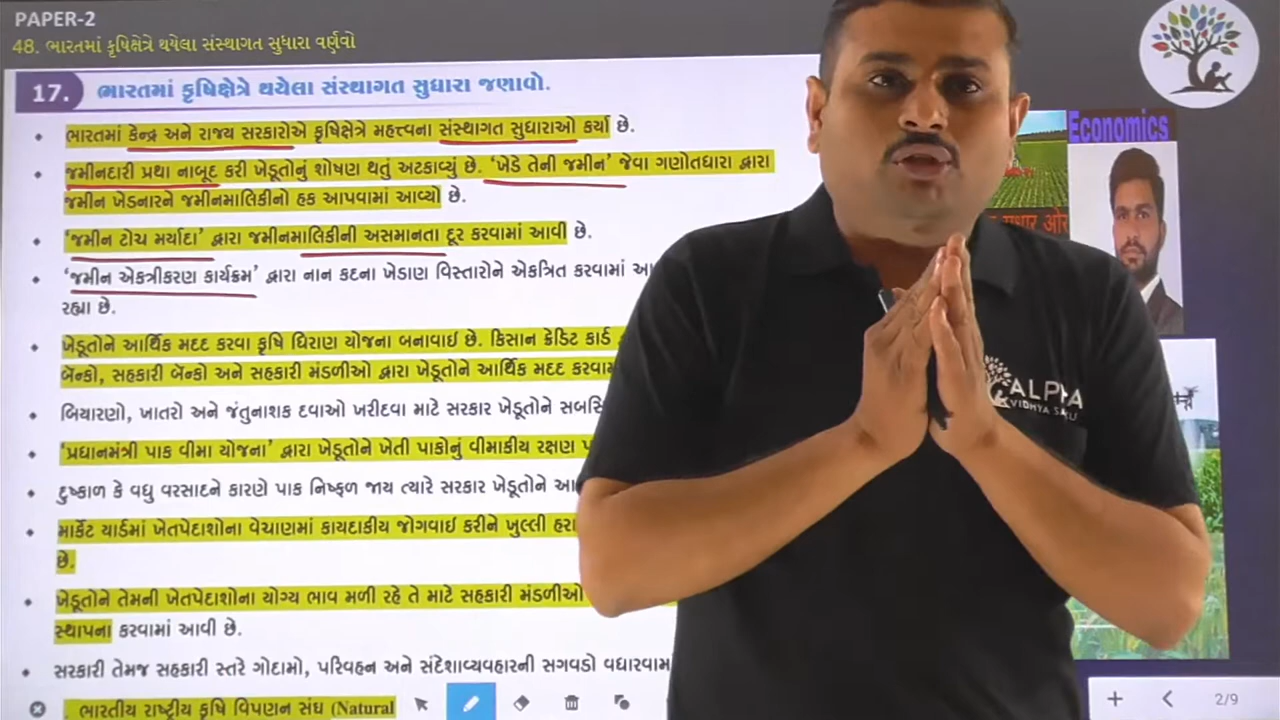 PAPER-2
48. ભારતમાં કૃષિક્ષેત્રે થયેલા સંસ્થાગત સુધારા વર્ણવો
17. ભારતમાં કૃષિક્ષેત્રે થયેલા સંસ્થાગત સુધારા જણાવો.
• ભારતમાં કેન્દ્ર અને રાજ્ય સરકારોએ કૃષિક્ષેત્રે મહત્ત્વના સંસ્થાગત સુધારાઓ કર્યા છે.
• જમીનદારી પ્રથા નાબૂદ કરી ખેડૂતોનું શોષણ થતું અટકાવ્યું છે. 'ખેડે તેની જમીન' જેવા ગણોતધારા દ્વારા
જમીન ખેડનારને જમીનમાલિકીનો હક આપવામાં આવ્યો છે.
• 'જમીન ટોચ મર્યાદા' દ્વારા જમીનમાલિકીની અસમાનતા દૂર કરવામાં આવી છે.
• 'જમીન એકત્રીકરણ કાર્યક્રમ' દ્વારા નાન કદના ખેડાણ વિસ્તારોને એકત્રિત કરવામાં આ
રહ્યા છે.
• ખેડૂતોને આર્થિક મદદ કરવા કૃષિ ધિરાણ યોજના બનાવાઈ છે. કિસાન ક્રેડિટ કાર્ડ
બૅન્કો, સહકારી બૅન્કો અને સહકારી મંડળીઓ દ્વારા ખેડૂતોને આર્થિક મદદ કરવામ
• બિયારણો, ખાતરો અને જંતુનાશક દવાઓ ખરીદવા માટે સરકાર ખેડૂતોને સબસિ
• 'પ્રધાનમંત્રી પાક વીમા યોજના' દ્વારા ખેડૂતોને ખેતી પાકોનું વીમાકીય રક્ષણ પ
• દુષ્કાળ કે વધુ વરસાદને કારણે પાક નિષ્ફળ જાય ત્યારે સરકાર ખેડૂતોને આ
• માર્કેટ યાર્ડમાં ખેતપેદાશોના વેચાણમાં કાયદાકીય જોગવાઈ કરીને ખુલ્લી હરા
છે.
• ખેડૂતોને તેમની ખેતપેદાશોના યોગ્ય ભાવ મળી રહે તે માટે સહકારી મંડળીઓ
સ્થાપના કરવામાં આવી છે.
• સરકારી તેમજ સહકારી સ્તરે ગોદામો, પરિવહન અને સંદેશાવ્યવહારની સગવડો વધારવામ
ભારતીય રાષ્ટ્રીય કૃષિ વિપણન સંઘ (Natural
Economics
सुधार ओर
ALPHA
VIDHYA
2/9